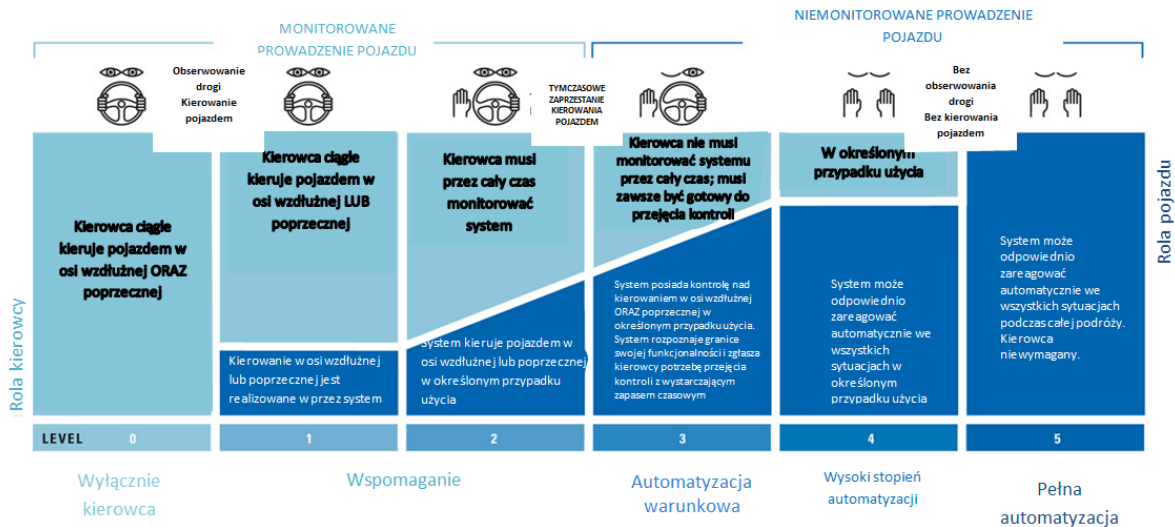 MONITOROWANE
PROWADZENIE POJAZDU
NIEMONITOROWANE PROWADZENIE
POJAZDU
Obserwowanie
drogi
Kierowanie
pojazdem
TYMCZASOWE
ZAPRZESTANIE
KIEROWANIA
POJAZDEM
Bez
obserwowania
drogi
Bez kierowania
pojazdem
Rola kierowcy
Kierowca ciągle
kieruje pojazdem w
osi wzdłużnej ORAZ
poprzecznej
Kierowca ciągle
kieruje pojazdem w
osi wzdłużnej LUB
poprzecznej
Kierowanie w osi wzdłużnej
lub poprzecznej jest
realizowane w przez system
Kierowca musi
przez cały czas
monitorować
system
System kieruje pojazdem w
osi wzdłużnej lub poprzecznej
w określonym przypadku
użycia
Kierowca nie musi
monitorować systemu
przez cały czas; musi
zawsze być gotowy do
przejęcia kontroli
System posiada kontrolę nad
kierowaniem w osi wzdłużnej
ORAZ poprzecznej w
określonym przypadku użycia.
System rozpoznaje granice
swojej funkcjonalności i zgłasza
kierowcy potrzebę przejęcia
kontroli z wystarczającym
zapasem czasowym
W określonym
przypadku użycia
System może
odpowiednio
zareagować
automatycznie we
wszystkich
sytuacjach w
określonym
przypadku użycia
System może
odpowiednio
zareagować
automatycznie we
wszystkich sytuacjach
podczas całej podróży.
Kierowca
niewymagany.
Rola pojazdu
LEVEL 0 1 2 3 4 5
Wyłącznie
kierowca
Wspomaganie
Automatyzacja
warunkowa
Wysoki stopień
automatyzacji
Pełna
automatyzacja